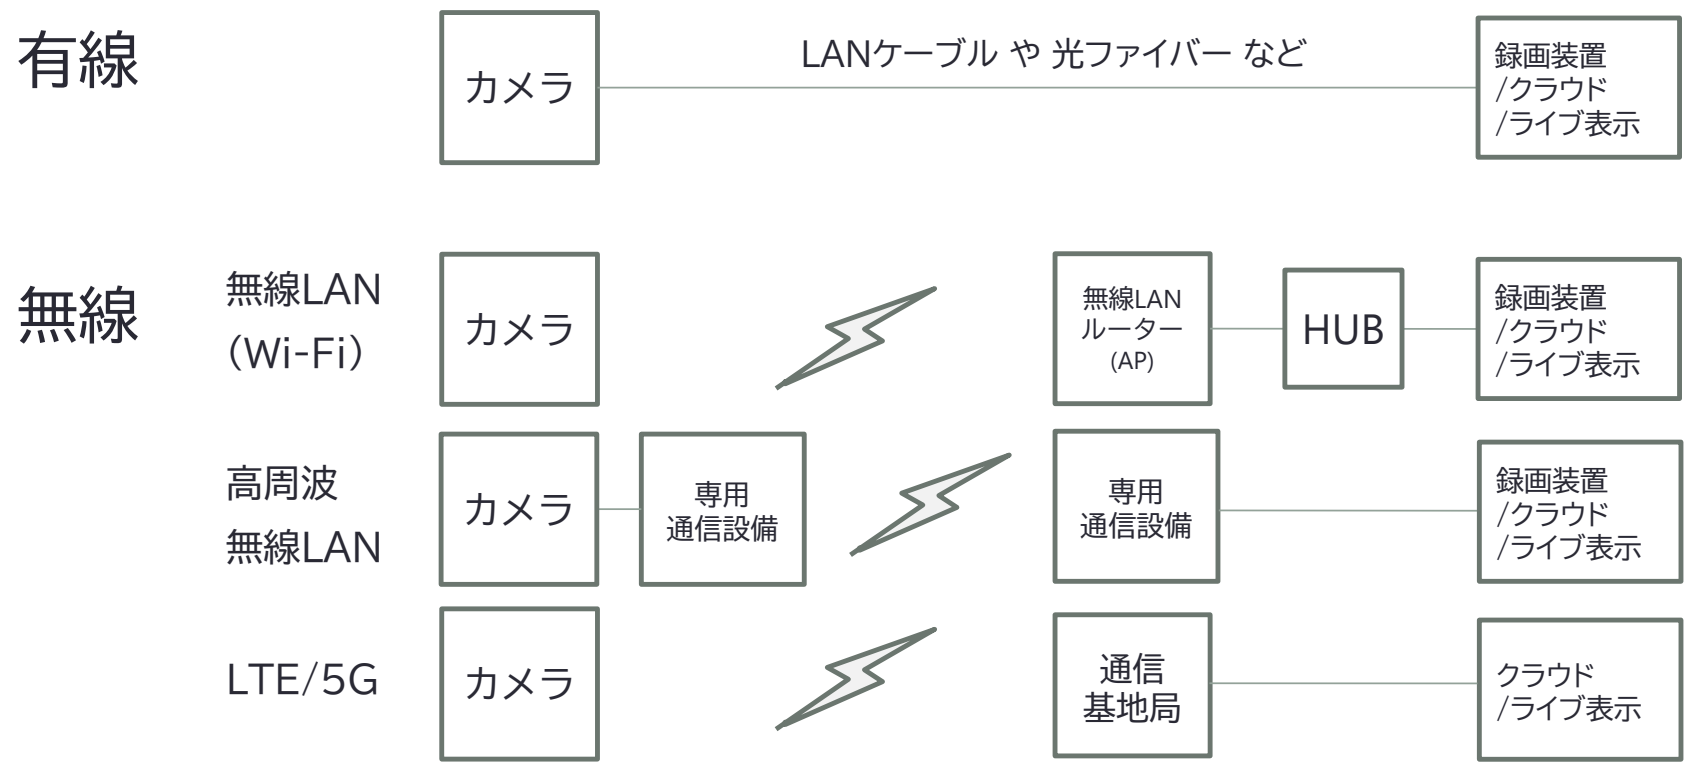 有線
カメラ
LANケーブル や 光ファイバー など
録画装置
/クラウド
/ライブ表示
無線
無線LAN
(Wi-Fi)
カメラ
無線LAN
ルーター
(AP)
HUB
録画装置
/クラウド
/ライブ表示
高周波
無線LAN
カメラ
専用
通信設備
専用
通信設備
録画装置
/クラウド
/ライブ表示
LTE/5G
カメラ
通信
基地局
クラウド
/ライブ表示